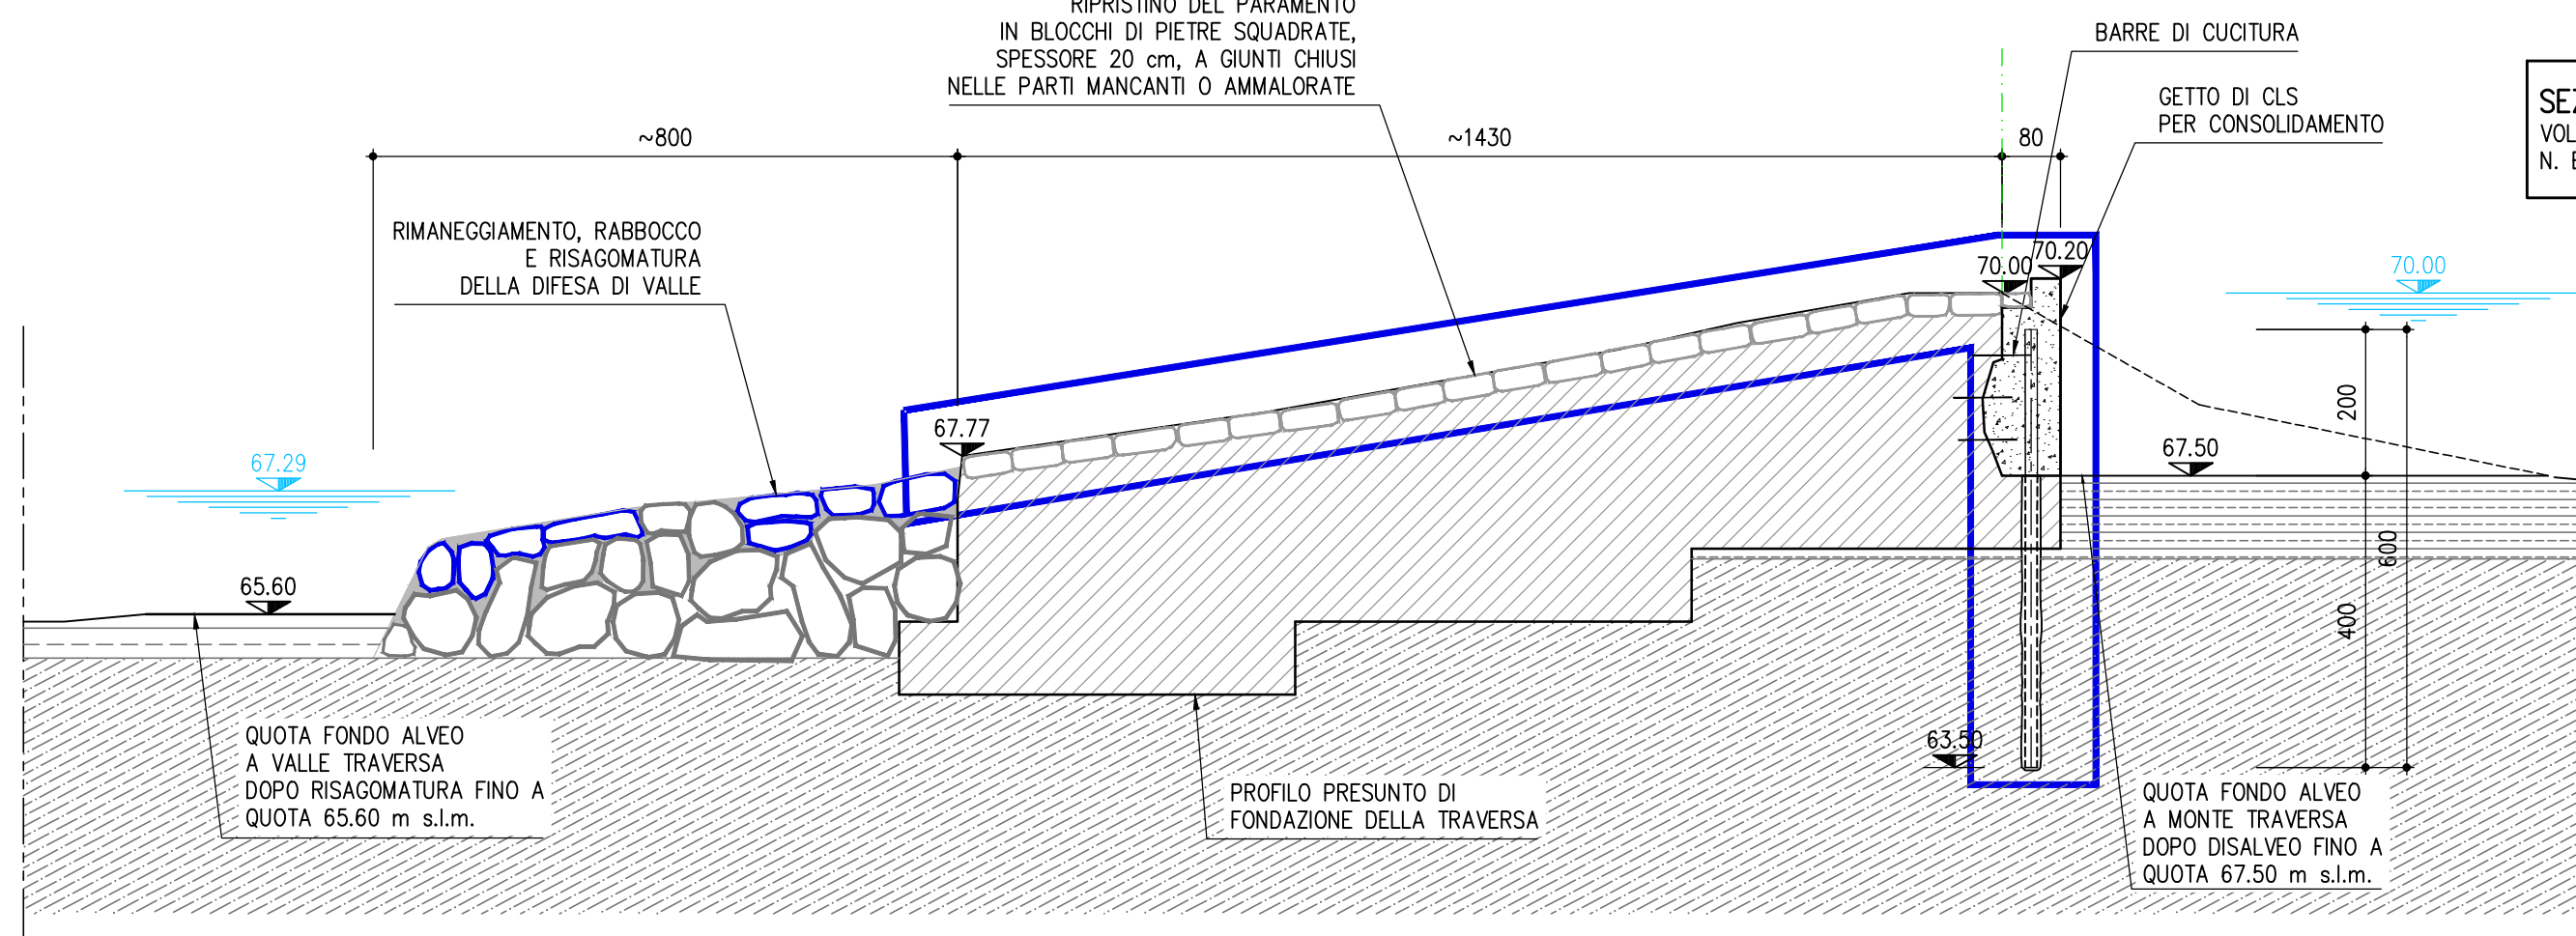 RIPRISTINO DEL PARAMENTO
IN BLOCCHI DI PIETRE SQUADRATE,
SPESSORE 20 cm, A GIUNTI CHIUSI
NELLE PARTI MANCANTI O AMMALORATE
BARRE DI CUCITURA
GETTO DI CLS
PER CONSOLIDAMENTO
SEZ
VOL
N. E
~800
~1430
80
RIMANEGGIAMENTO, RABBOCCO
E RISAGOMATURA
DELLA DIFESA DI VALLE
70.20
70.00
70.00
67.77
67.29
67.50
65.60
200
600
400
63.50
QUOTA FONDO ALVEO
A VALLE TRAVERSA
DOPO RISAGOMATURA FINO A
QUOTA 65.60 m s.l.m.
PROFILO PRESUNTO DI
FONDAZIONE DELLA TRAVERSA
QUOTA FONDO ALVEO
A MONTE TRAVERSA
DOPO DISALVEO FINO A
QUOTA 67.50 m s.l.m.